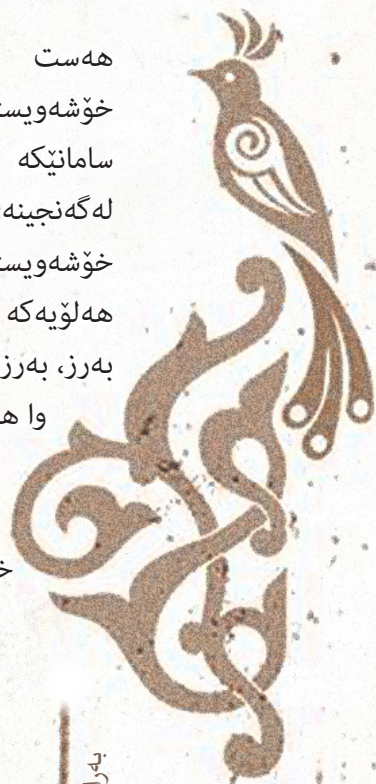 هەست
خۆشەویست
سامانێکە
لەگەنجینە
خۆشەویست
هەڵۆیەکە
بەرز، بەرز
وا